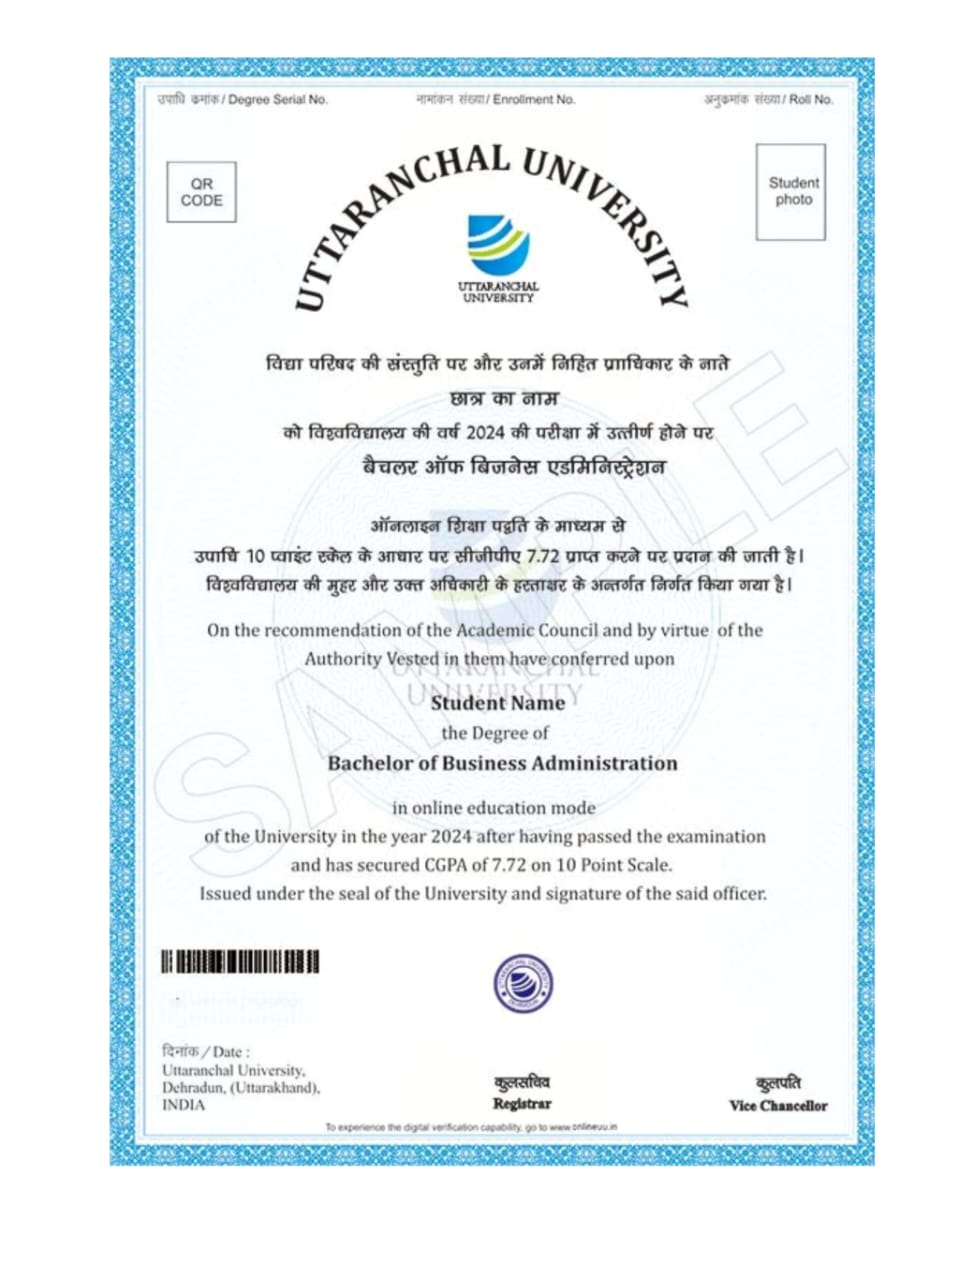 उपाधि क्रमांक / Degree Serial No. नामांकन संख्या / Enrollment No. अनुक्रमांक संख्या / Roll No.
QR
CODE
Student
photo
UTTARANCHAL UNIVERSITY
UTTARANCHAL
UNIVERSITY
विद्या परिषद की संस्तुति पर और उनमें निहित प्राधिकार के नाते
छात्र का नाम
को विश्वविद्यालय की वर्ष 2024 की परीक्षा में उत्तीर्ण होने पर
बैचलर ऑफ बिजनेस एडमिनिस्ट्रेशन
ऑनलाइन शिक्षा पद्वति के माध्यम से
उपाधि 10 प्वाइंट स्केल के आधार पर सीजीपीए 7.72 प्राप्त करने पर प्रदान की जाती है।
विश्वविद्यालय की मुहर और उक्त अधिकारी के हस्ताक्षर के अन्तर्गत निर्गत किया गया है।
On the recommendation of the Academic Council and by virtue of the
Authority Vested in them have conferred upon
UTTARANCHAL
UNIVERSITY
Student Name
the Degree of
Bachelor of Business Administration
in online education mode
of the University in the year 2024 after having passed the examination
and has secured CGPA of 7.72 on 10 Point Scale.
Issued under the seal of the University and signature of the said officer.
SAMPLE
UTTARANCHAL UNIVERSITY
DEHRADUN
दिनांक / Date :
Uttaranchal University,
Dehradun, (Uttarakhand),
INDIA
कुलसचिव
Registrar
कुलपति
Vice Chancellor
To experience the digital verification capability, go to www.onlineuu.in